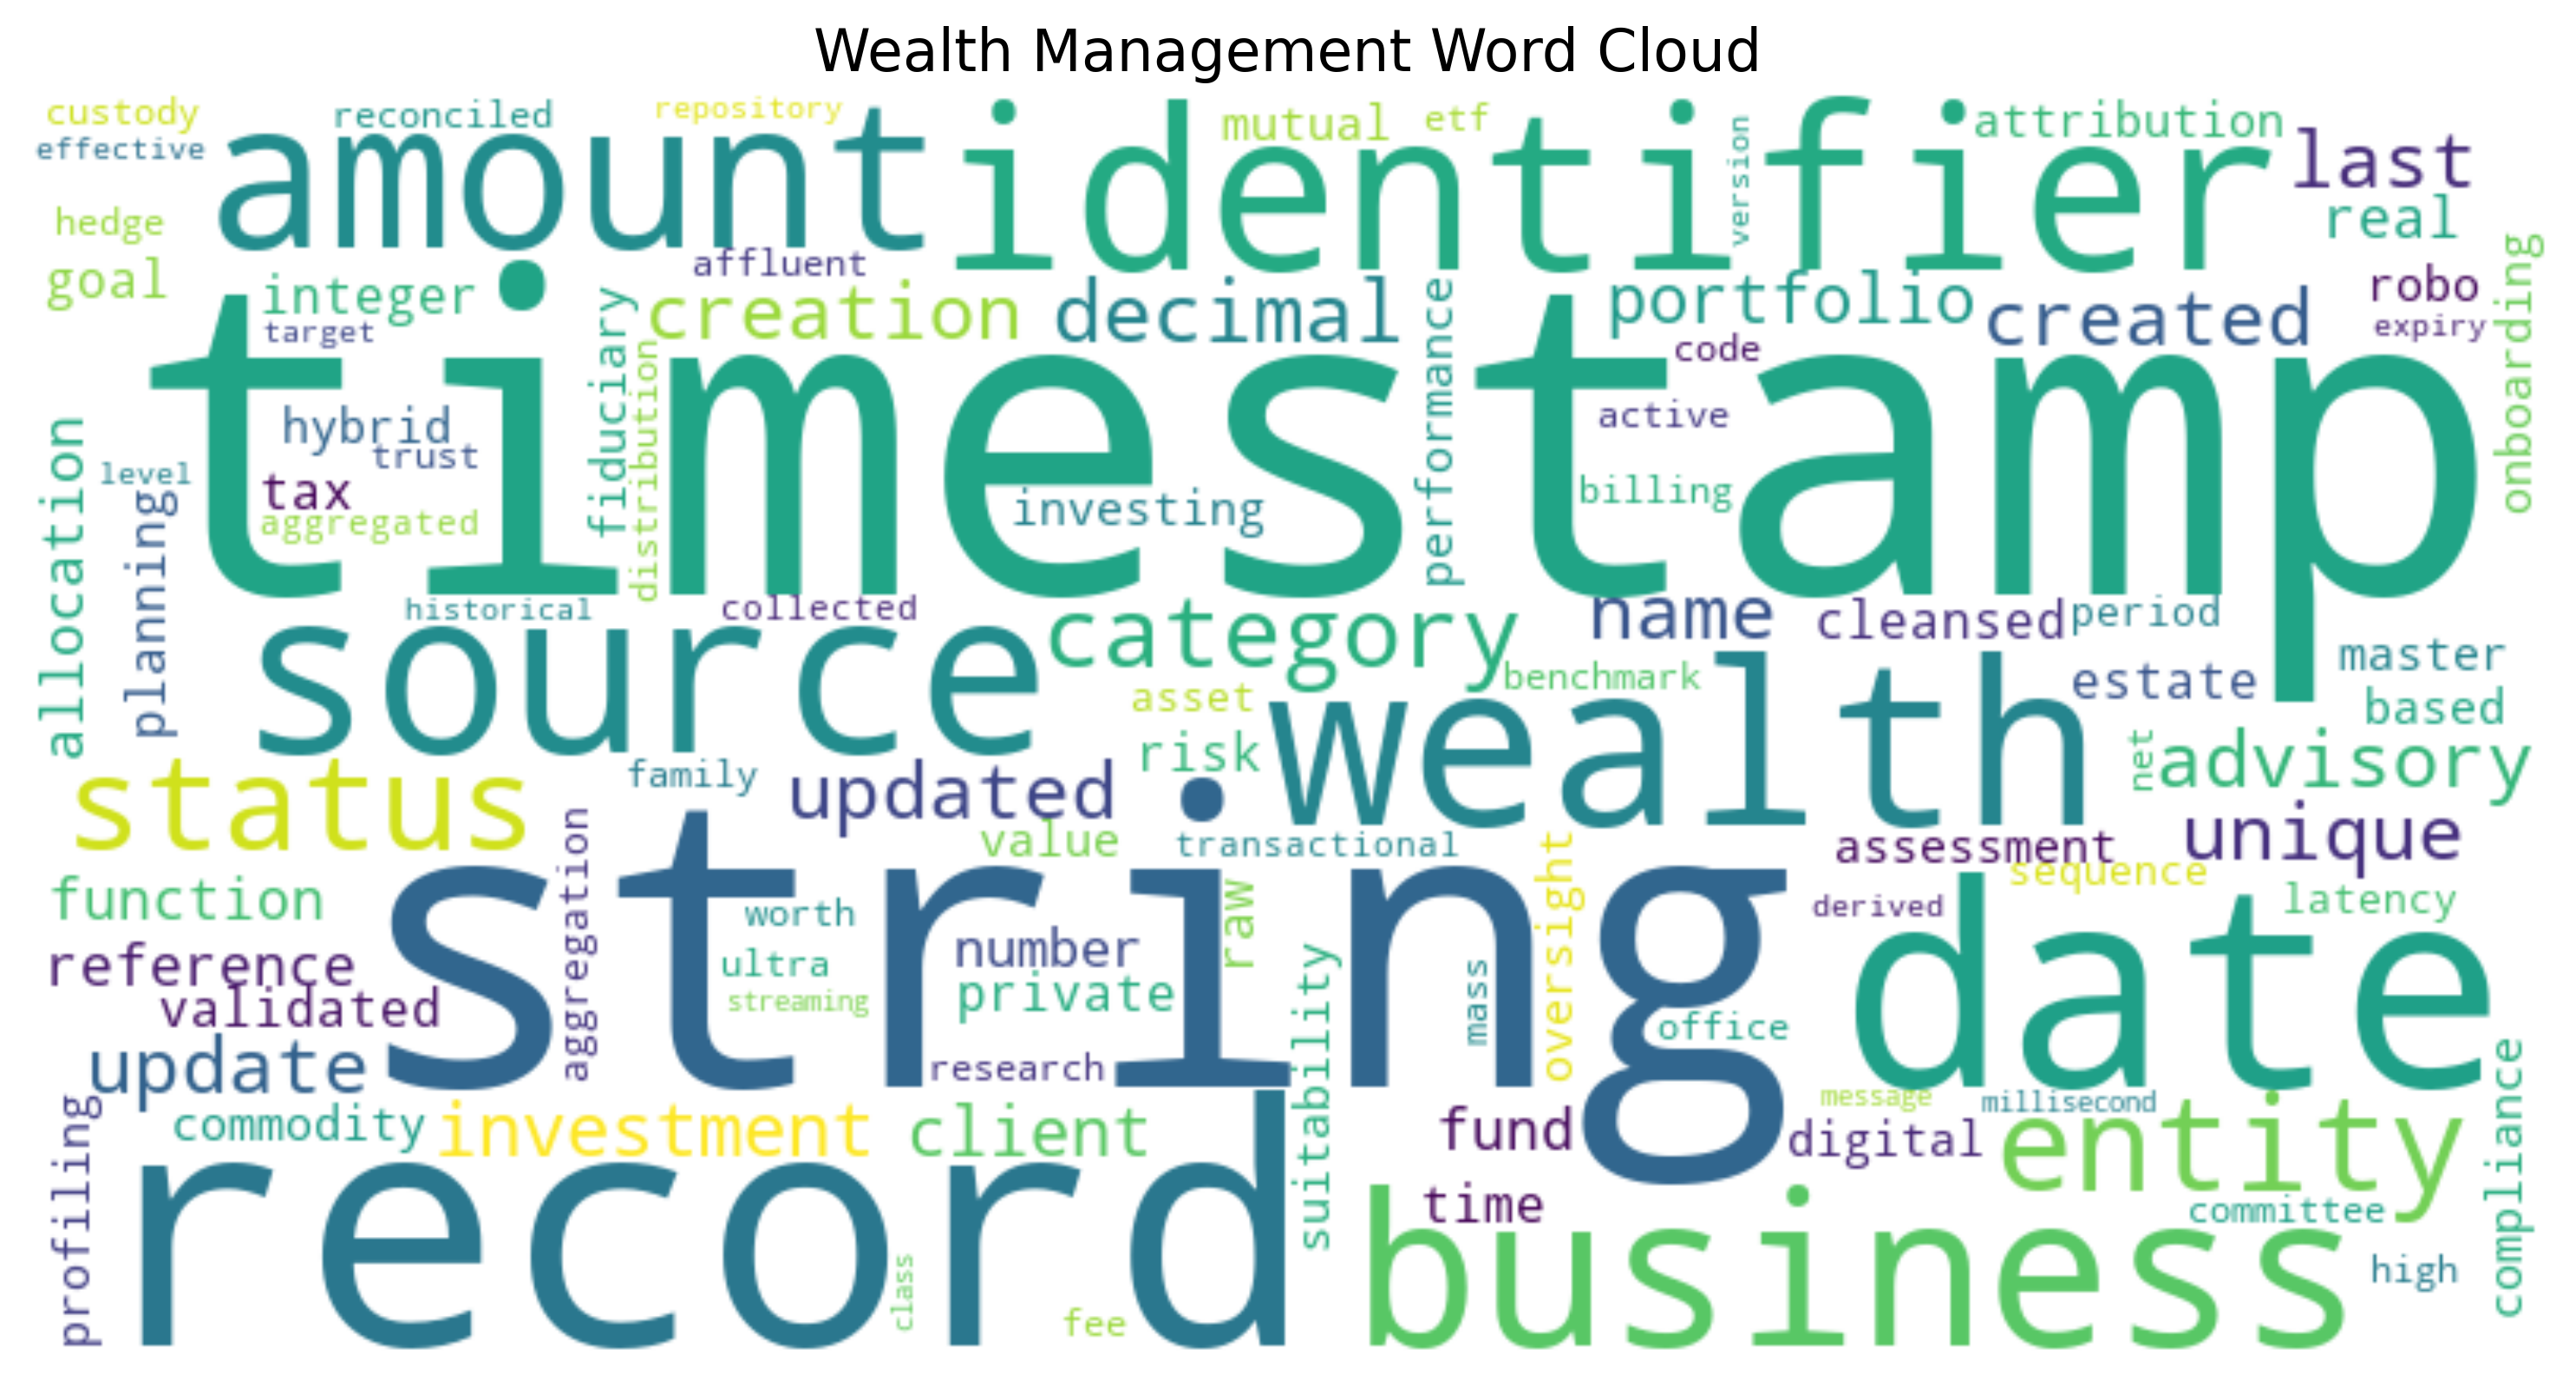 Wealth Management Word Cloud
custody
reconciled
repository
mutual
etf
version
attribution
last
effective
amount
identifier
real
hedge
affluent
goal
integer
creation
decimal
performance
portfolio
created
robo
expiry
onboarding
target
fiduciary
distribution
code
timestamp
hybrid
trust
active
level
tax
aggregated
investing
billing
allocation
planning
historical
collected
category
name
cleansed
period
source
benchmark
estate
master
asset
wealth
based
risk
net
advisory
status
family
updated
value
transactional
assessment
unique
sequence
function
aggregation
string
worth
number
raw
oversight
derived
date
latency
reference
ultra
private
streaming
mass
office
validated
update
research
suitability
message
millisecond
profiling
commodity
investment
client
fund
digital
entity
compliance
record
time
committee
business
class
fee
high